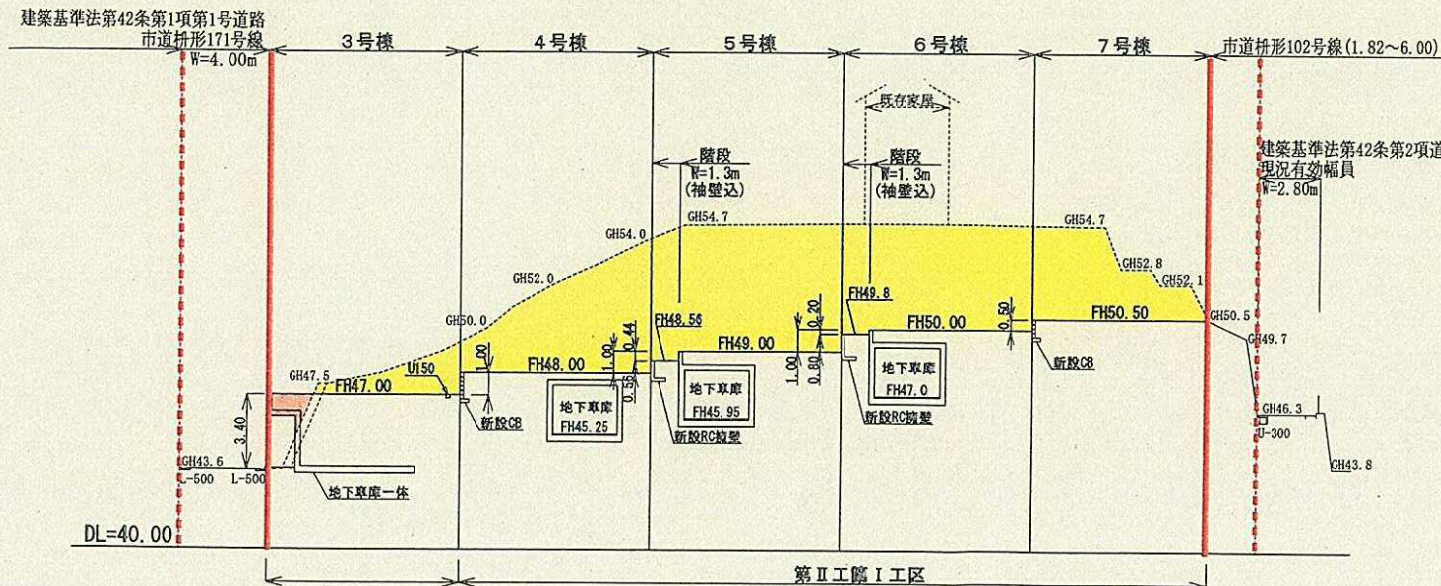 建築基準法第42条第1項第1号道路
市道枡形171号線
W=4.00m
3号棟
4号棟
5号棟
6号棟
7号棟
市道枡形102号線(1.82～6.00)
既存家屋
階段
W=1.3m
(袖壁込)
階段
W=1.3m
(袖壁込)
建築基準法第42条第2項道
現況有効幅員
W=2.80m
GH54.7
GH54.7
GH54.0
GH52.0
GH52.8
GH52.1
GH50.0
GH50.5
GH49.7
GH47.5
GH46.3
GH43.8
GH43.6
U150
FH47.00
FH48.00
FH48.56
FH49.00
FH49.8
FH50.00
FH50.50
1.00
1.00
0.44
0.56
1.00
0.20
0.80
0.50
3.40
地下車庫
FH45.25
地下車庫
FH45.95
地下車庫
FH47.0
新設CB
新設RC擁壁
新設RC擁壁
新設CB
U-300
L-500
L-500
地下車庫一体
DL=40.00
第Ⅱ工区